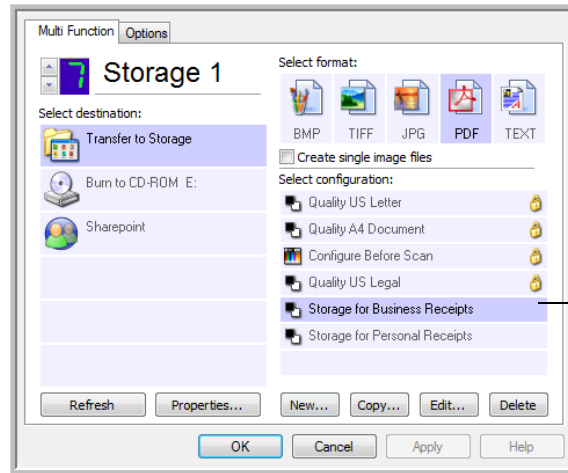 Multi Function Options
7 Storage 1
Select destination:
Transfer to Storage
Burn to CD-ROM E:
Sharepoint
Refresh Properties...
Select format:
BMP TIFF JPG PDF TEXT
Create single image files
Select configuration:
Quality US Letter
Quality A4 Document
Configure Before Scan
Quality US Legal
Storage for Business Receipts
Storage for Personal Receipts
New... Copy... Edit... Delete
OK Cancel Apply Help